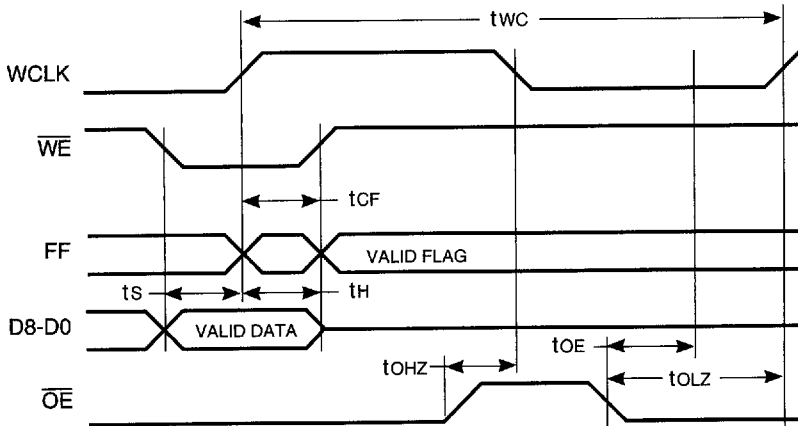 tWC
WCLK
WE
tCF
FF
VALID FLAG
tS
tH
D8-D0
VALID DATA
tOE
tOHZ
tOLZ
OE